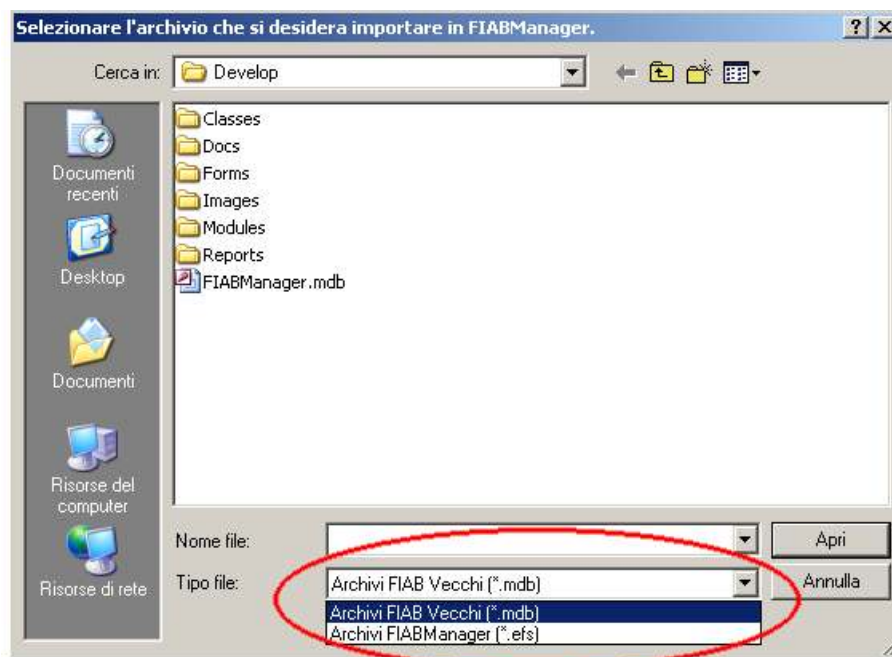 Selezionare l'archivio che si desidera importare in FIABManager.
Cerca in:
Develop
Documenti
recenti
Desktop
Documenti
Risorse del
computer
Risorse di rete
Classes
Docs
Forms
Images
Modules
Reports
FIABManager.mdb
Nome file:
Apri
Tipo file:
Archivi FIAB Vecchi (*.mdb)
Annulla
Archivi FIAB Vecchi (*.mdb)
Archivi FIABManager (*.efs)